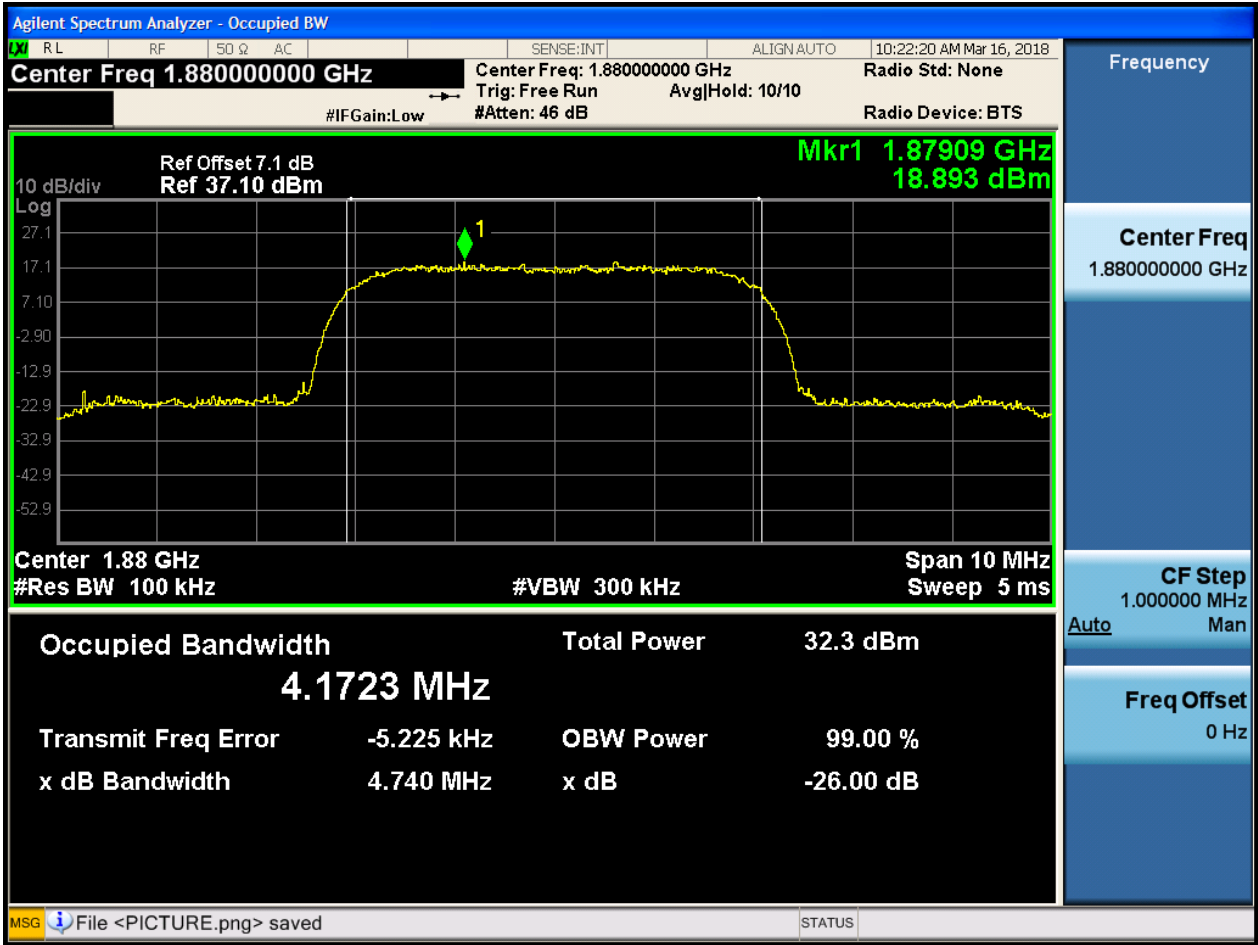 Agilent Spectrum Analyzer - Occupied BW
LXI RL RF 50 Ω AC SENSE:INT ALIGN AUTO 10:22:20 AM Mar 16, 2018
Center Freq 1.880000000 GHz
Center Freq: 1.880000000 GHz
Radio Std: None
Trig: Free Run Avg|Hold: 10/10
#IFGain:Low
#Atten: 46 dB
Radio Device: BTS
Mkr1 1.87909 GHz
18.893 dBm
Ref Offset 7.1 dB
10 dB/div Ref 37.10 dBm
Log
27.1
17.1
7.10
-2.90
-12.9
-22.9
-32.9
-42.9
-52.9
1
Center 1.88 GHz Span 10 MHz
#Res BW 100 kHz #VBW 300 kHz Sweep 5 ms
Occupied Bandwidth Total Power 32.3 dBm
4.1723 MHz
Transmit Freq Error -5.225 kHz OBW Power 99.00 %
x dB Bandwidth 4.740 MHz x dB -26.00 dB
Frequency
Center Freq
1.880000000 GHz
CF Step
1.000000 MHz
Auto Man
Freq Offset
0 Hz
MSG File <PICTURE.png> saved STATUS